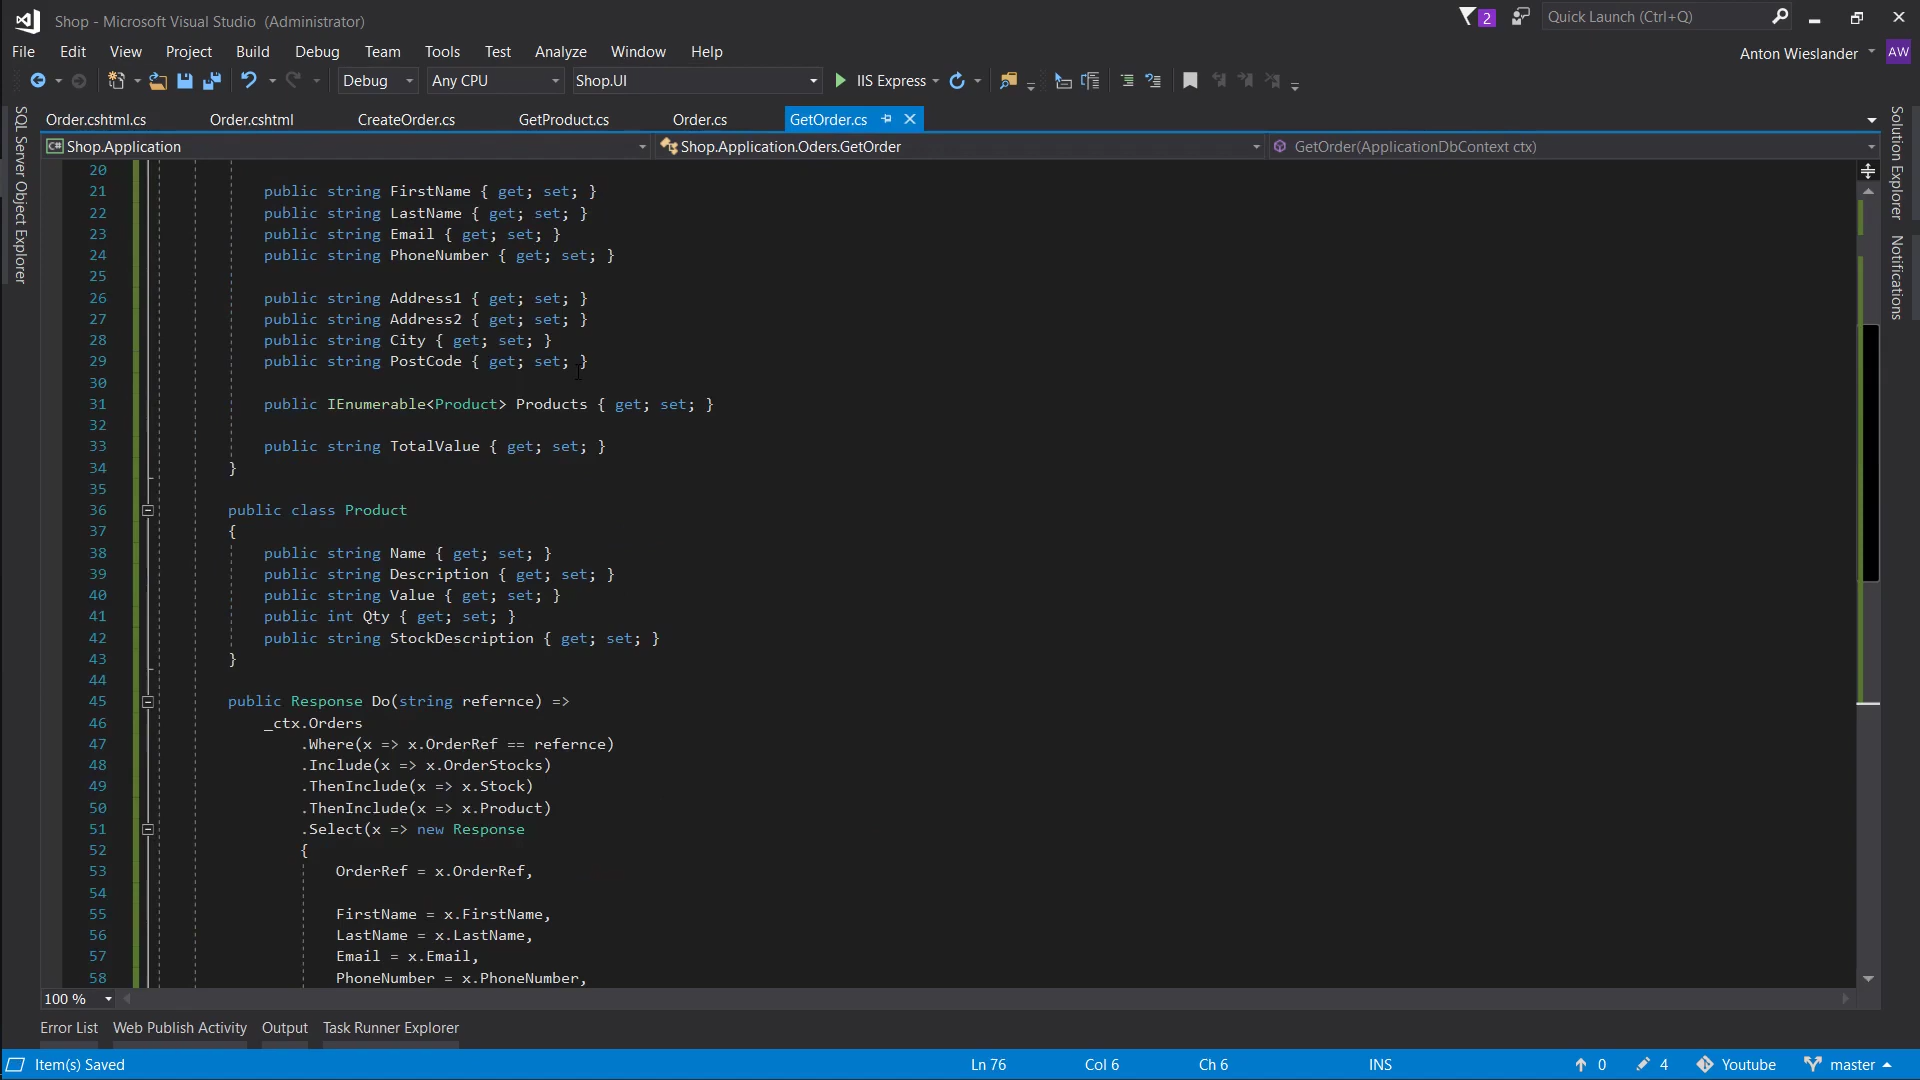 Shop - Microsoft Visual Studio (Administrator)
2
Quick Launch (Ctrl+Q)
File Edit View Project Build Debug Team Tools Test Analyze Window Help
Anton Wieslander AW
Debug Any CPU Shop.UI IIS Express
Order.cshtml.cs Order.cshtml CreateOrder.cs GetProduct.cs Order.cs GetOrder.cs
C# Shop.Application Shop.Application.Oders.GetOrder GetOrder(ApplicationDbContext ctx)
SQL Server Object Explorer
Solution Explorer
Notifications
20
21 public string FirstName { get; set; }
22 public string LastName { get; set; }
23 public string Email { get; set; }
24 public string PhoneNumber { get; set; }
25
26 public string Address1 { get; set; }
27 public string Address2 { get; set; }
28 public string City { get; set; }
29 public string PostCode { get; set; }
30
31 public IEnumerable<Product> Products { get; set; }
32
33 public string TotalValue { get; set; }
34 }
35
36 public class Product
37 {
38 public string Name { get; set; }
39 public string Description { get; set; }
40 public string Value { get; set; }
41 public int Qty { get; set; }
42 public string StockDescription { get; set; }
43 }
44
45 public Response Do(string refernce) =>
46 _ctx.Orders
47 .Where(x => x.OrderRef == refernce)
48 .Include(x => x.OrderStocks)
49 .ThenInclude(x => x.Stock)
50 .ThenInclude(x => x.Product)
51 .Select(x => new Response
52 {
53 OrderRef = x.OrderRef,
54
55 FirstName = x.FirstName,
56 LastName = x.LastName,
57 Email = x.Email,
58 PhoneNumber = x.PhoneNumber,
100 %
Error List Web Publish Activity Output Task Runner Explorer
Item(s) Saved Ln 76 Col 6 Ch 6 INS 0 4 Youtube master